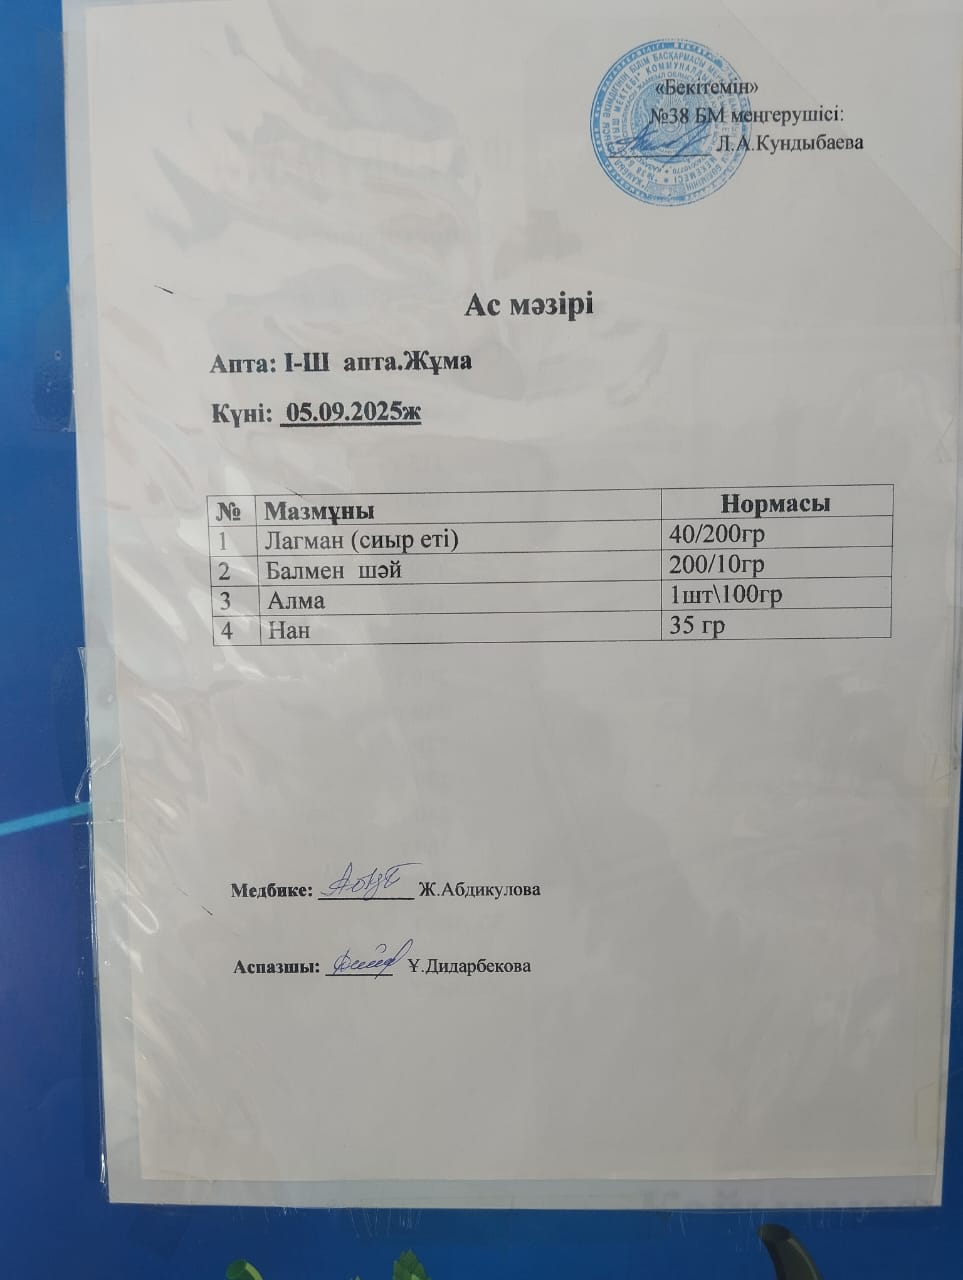 «Бекітемін»
№38 БМ меңгерушісі:
Л.А.Кундыбаева
Ас мәзірі
Апта: І-ІІІ апта.Жұма
Күні: 05.09.2025ж
№ Мазмұны Нормасы
1 Лагман (сиыр еті) 40/200гр
2 Балмен шәй 200/10гр
3 Алма 1шт\100гр
4 Нан 35 гр
Медбике: Ж.Абдикулова
Аспазшы: Ұ.Дидарбекова